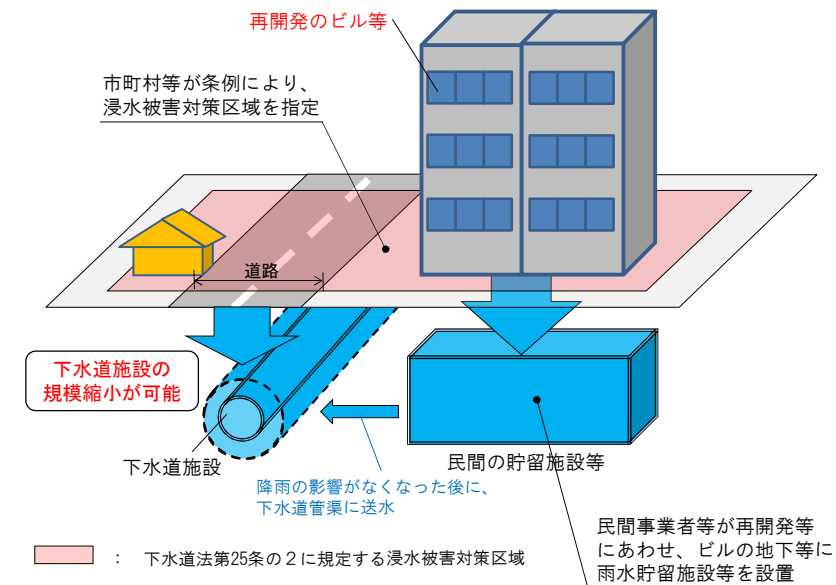 再開発のビル等
市町村等が条例により、
浸水被害対策区域を指定
道路
下水道施設の
規模縮小が可能
下水道施設
民間の貯留施設等
降雨の影響がなくなった後に、
下水道管渠に送水
民間事業者等が再開発等
にあわせ、ビルの地下等に
雨水貯留施設等を設置
： 下水道法第25条の２に規定する浸水被害対策区域